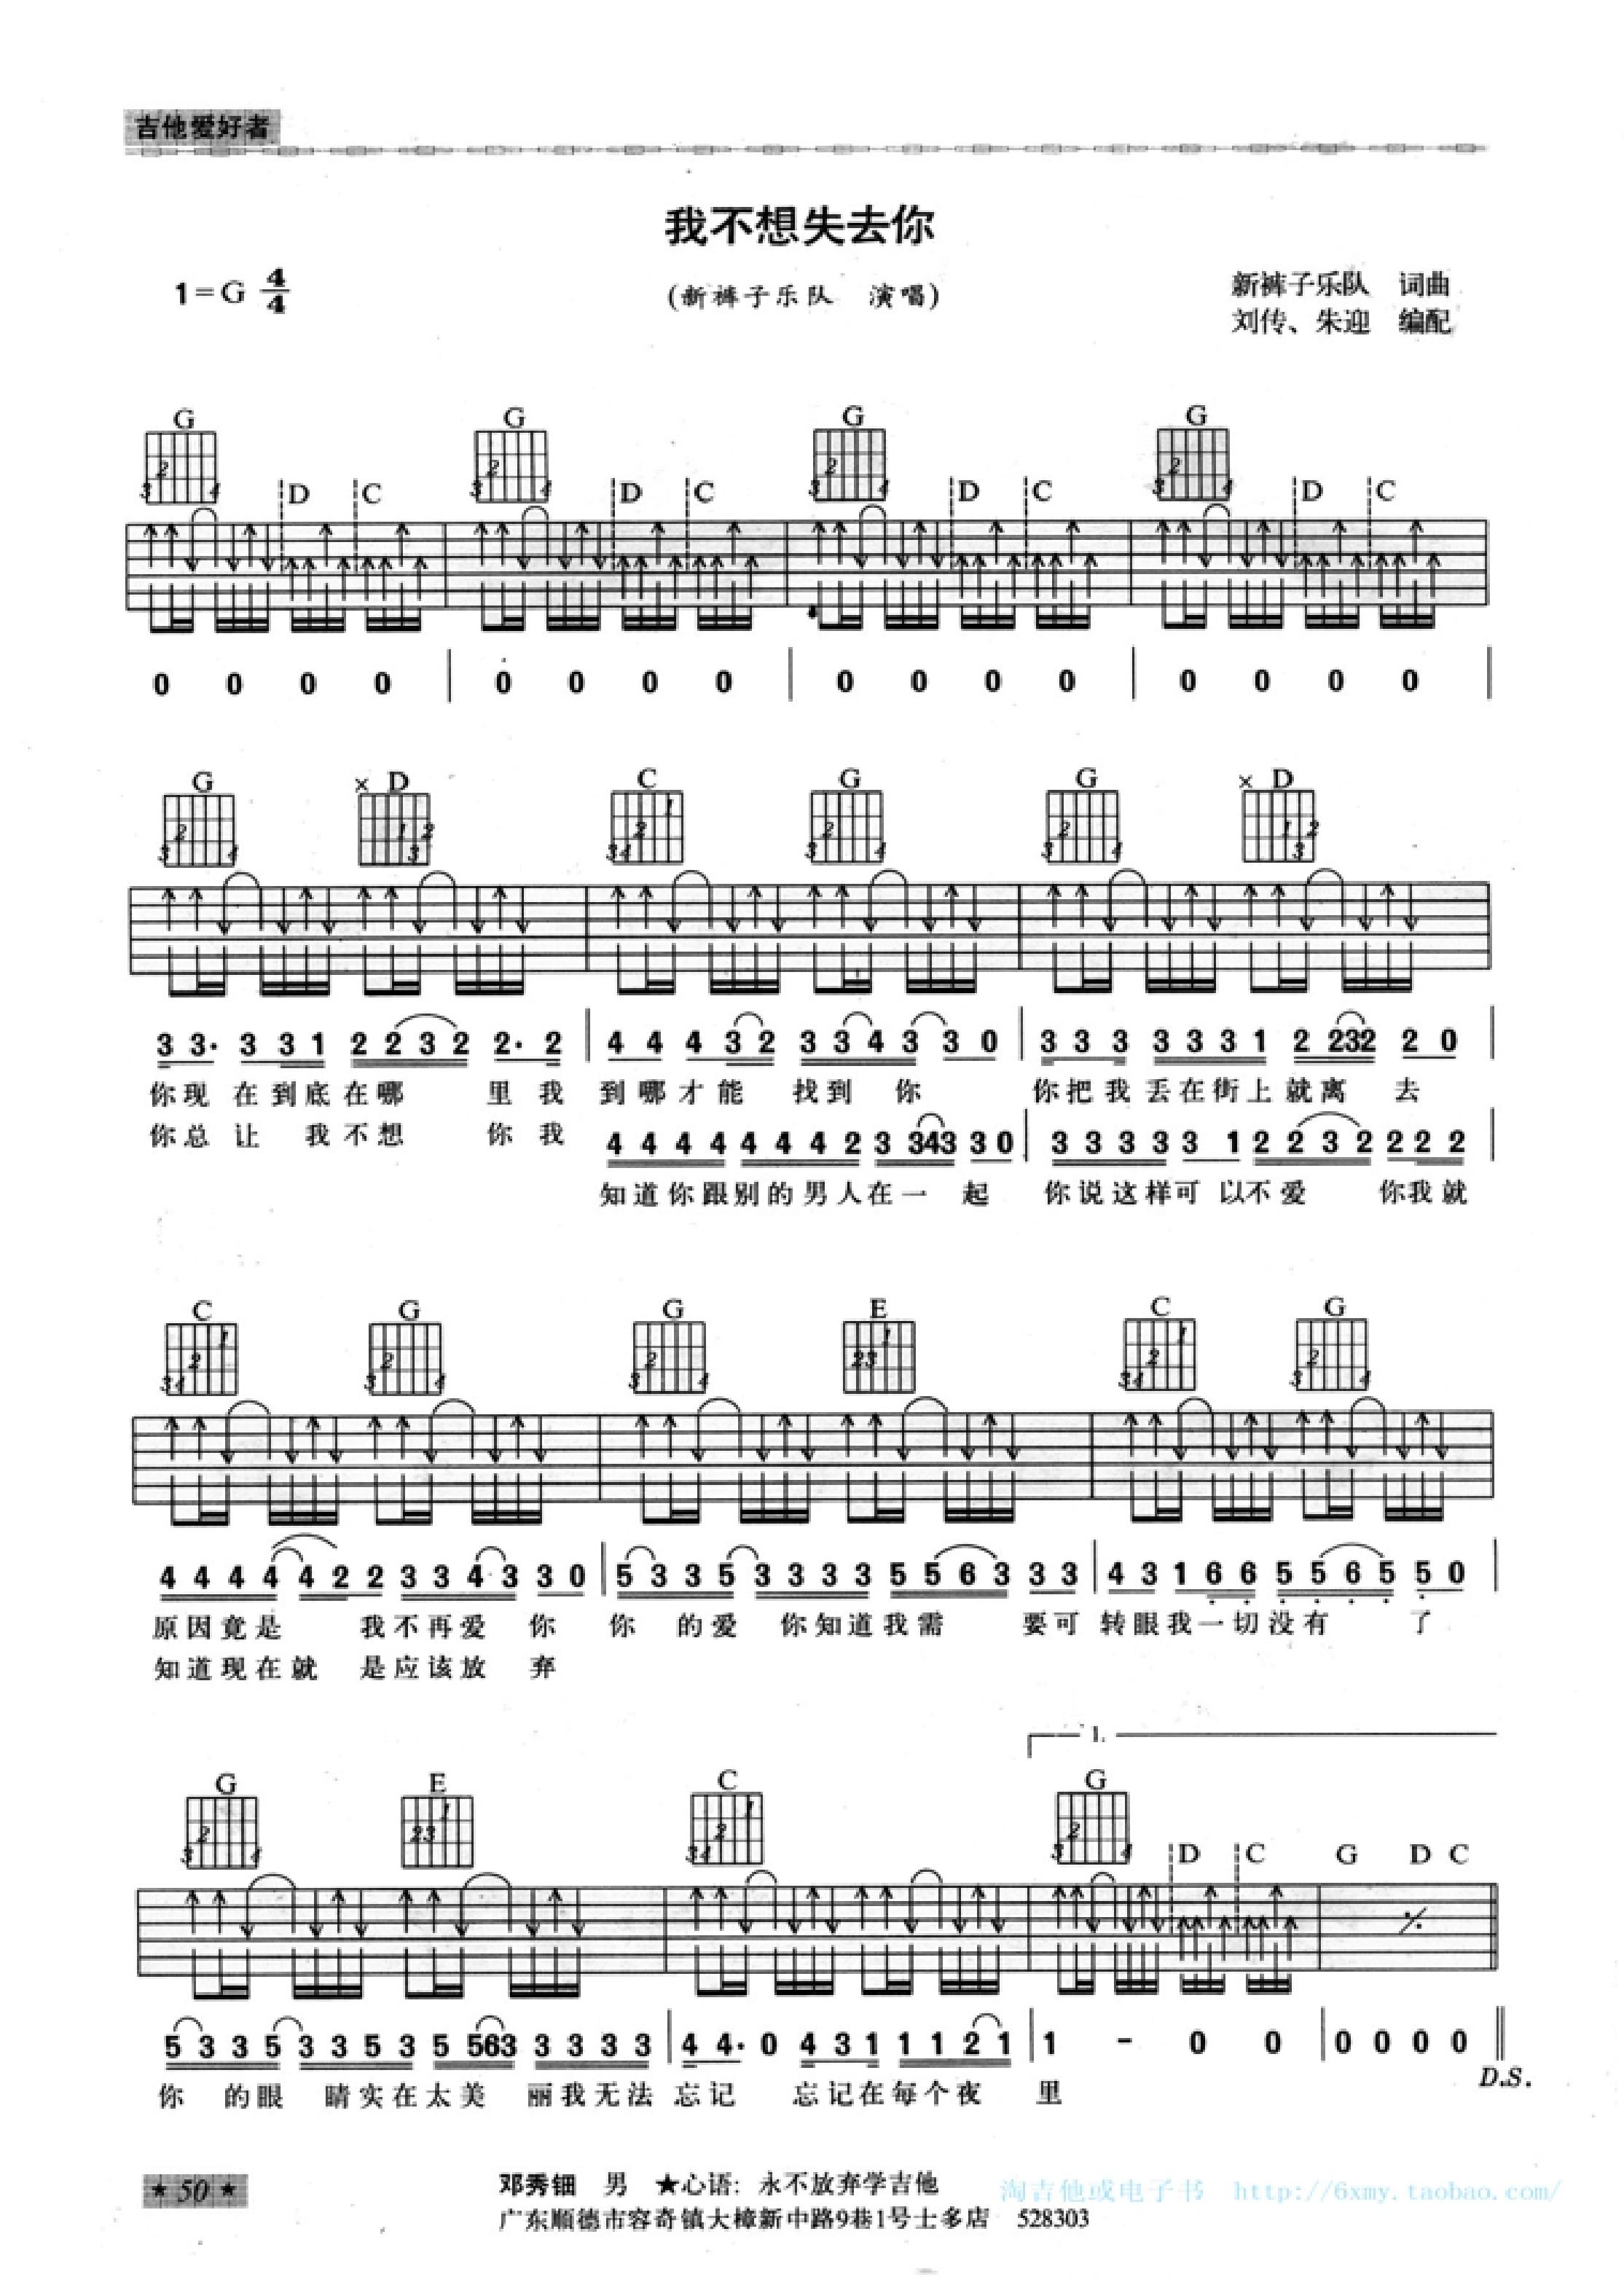 吉他爱好者
我不想失去你
1=G 4/4
(新裤子乐队 演唱)
新裤子乐队 词曲
刘传、朱迎 编配
G G G G
D C D C D C D C
0 0 0 0 | 0 0 0 0 | 0 0 0 0 | 0 0 0 0 |
G × D C G G × D
3 3· 3 3 1 2 2 3 2 2· 2 | 4 4 4 3 2 3 3 4 3 3 0 | 3 3 3 3 3 3 1 2 232 2 0 |
你现 在到底在哪 里 我 到哪才能 找到 你 你把我丢在街上就离 去
你总 让 我不想 你 我
4 4 4 4 4 4 4 2 3 343 3 0 | 3 3 3 3 3 1 2 2 3 2 2 2 2 |
知道你跟别的男人在一 起 你说这样可 以不爱 你我就
C G G E C G
4 4 4 4 4 2 2 3 3 4 3 3 0 | 5 3 3 5 3 3 3 3 5 5 6 3 3 3 | 4 3 1 6 6 5 5 6 5 5 0 |
原因竟是 我不再爱 你 你 的爱 你知道我需 要可 转眼我一切没有 了
知道现在就 是应该放 弃
1.
G E C G
D C G D C
5 3 3 5 3 3 5 3 5 563 3 3 3 3 | 4 4· 0 4 3 1 1 1 2 1 | 1 - 0 0 | 0 0 0 0 ‖
D.S.
你 的眼 睛实在太美 丽我无法 忘记 忘记在每个夜 里
★ 50 ★
邓秀钿 男 ★心语: 永不放弃学吉他
广东顺德市容奇镇大樟新中路9巷1号士多店 528303
淘吉他或电子书 http://6xmy.taobao.com/